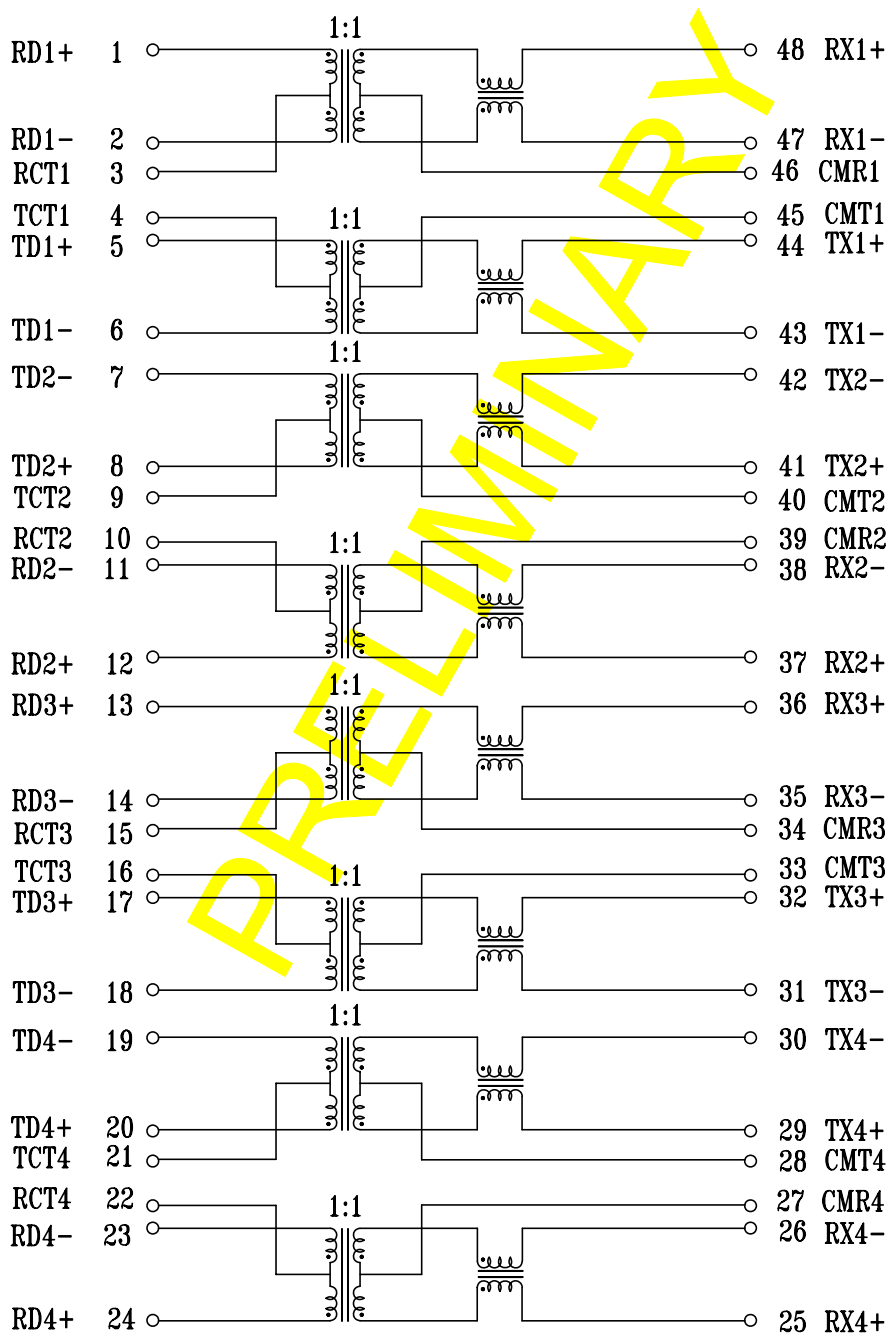 1:1
RD1+ 1 48 RX1+
RD1- 2 47 RX1-
RCT1 3 46 CMR1
TCT1 4 45 CMT1
1:1
TD1+ 5 44 TX1+
TD1- 6 43 TX1-
1:1
TD2- 7 42 TX2-
TD2+ 8 41 TX2+
TCT2 9 40 CMT2
RCT2 10 39 CMR2
1:1
RD2- 11 38 RX2-
RD2+ 12 37 RX2+
1:1
RD3+ 13 36 RX3+
RD3- 14 35 RX3-
RCT3 15 34 CMR3
TCT3 16 33 CMT3
1:1
TD3+ 17 32 TX3+
TD3- 18 31 TX3-
1:1
TD4- 19 30 TX4-
TD4+ 20 29 TX4+
TCT4 21 28 CMT4
RCT4 22 27 CMR4
1:1
RD4- 23 26 RX4-
RD4+ 24 25 RX4+
PRELIMINARY